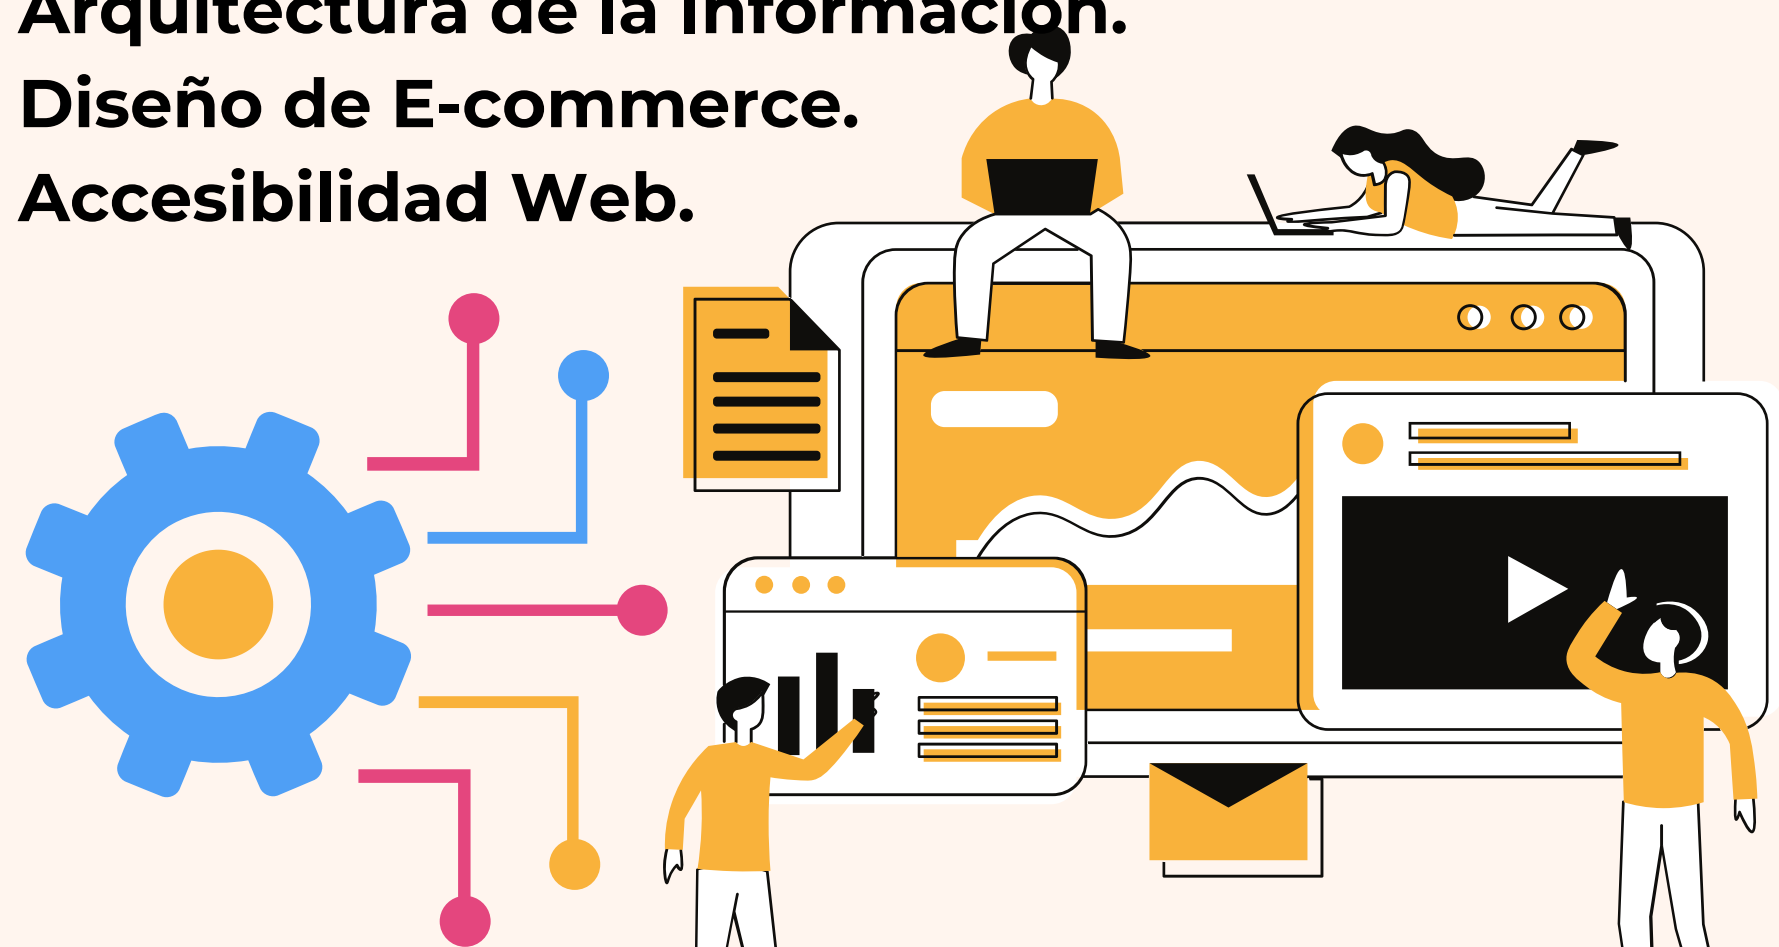 Arquitectura de la Información.
Diseño de E-commerce.
Accesibilidad Web.